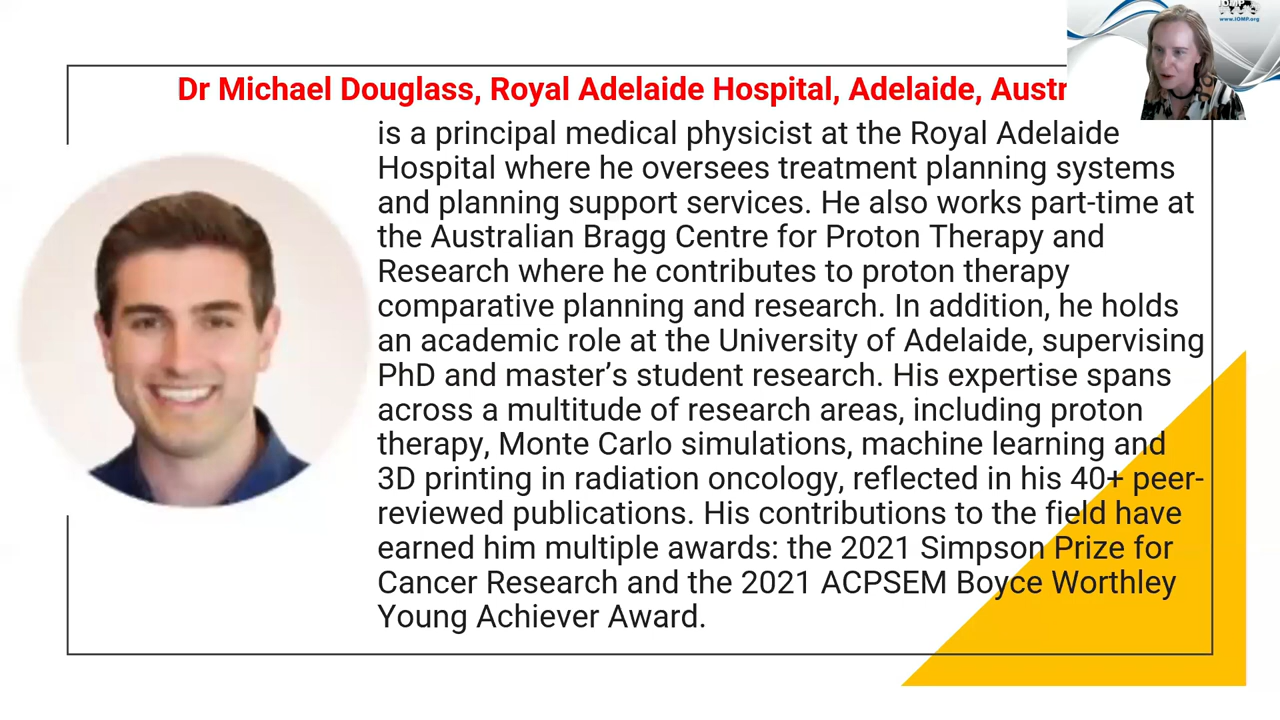 Dr Michael Douglass, Royal Adelaide Hospital, Adelaide, Austr
IOMP
www.IOMP.org
is a principal medical physicist at the Royal Adelaide
Hospital where he oversees treatment planning systems
and planning support services. He also works part-time at
the Australian Bragg Centre for Proton Therapy and
Research where he contributes to proton therapy
comparative planning and research. In addition, he holds
an academic role at the University of Adelaide, supervising
PhD and master’s student research. His expertise spans
across a multitude of research areas, including proton
therapy, Monte Carlo simulations, machine learning and
3D printing in radiation oncology, reflected in his 40+ peer-
reviewed publications. His contributions to the field have
earned him multiple awards: the 2021 Simpson Prize for
Cancer Research and the 2021 ACPSEM Boyce Worthley
Young Achiever Award.